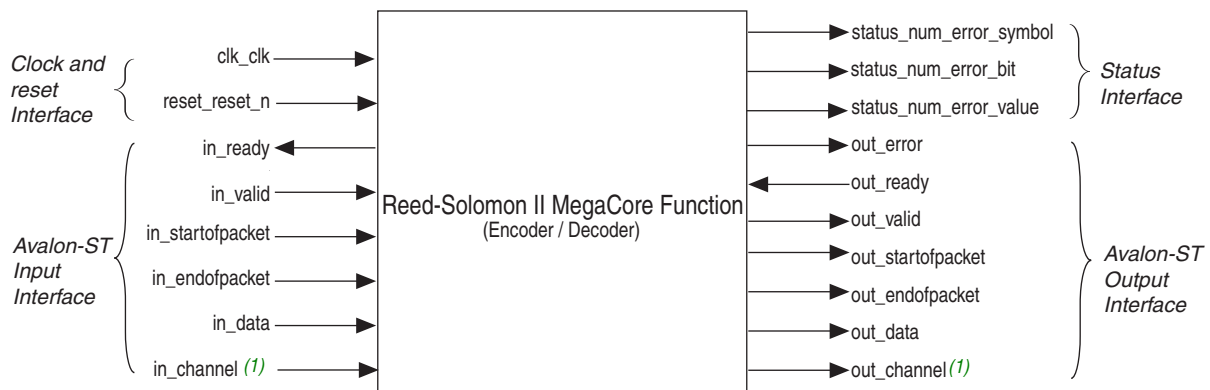 Clock and
reset
Interface
clk_clk
reset_reset_n
Avalon-ST
Input
Interface
in_ready
in_valid
in_startofpacket
in_endofpacket
in_data
in_channel (1)
Reed-Solomon II MegaCore Function
(Encoder / Decoder)
status_num_error_symbol
status_num_error_bit
status_num_error_value
Status
Interface
out_error
out_ready
out_valid
out_startofpacket
out_endofpacket
out_data
out_channel (1)
Avalon-ST
Output
Interface